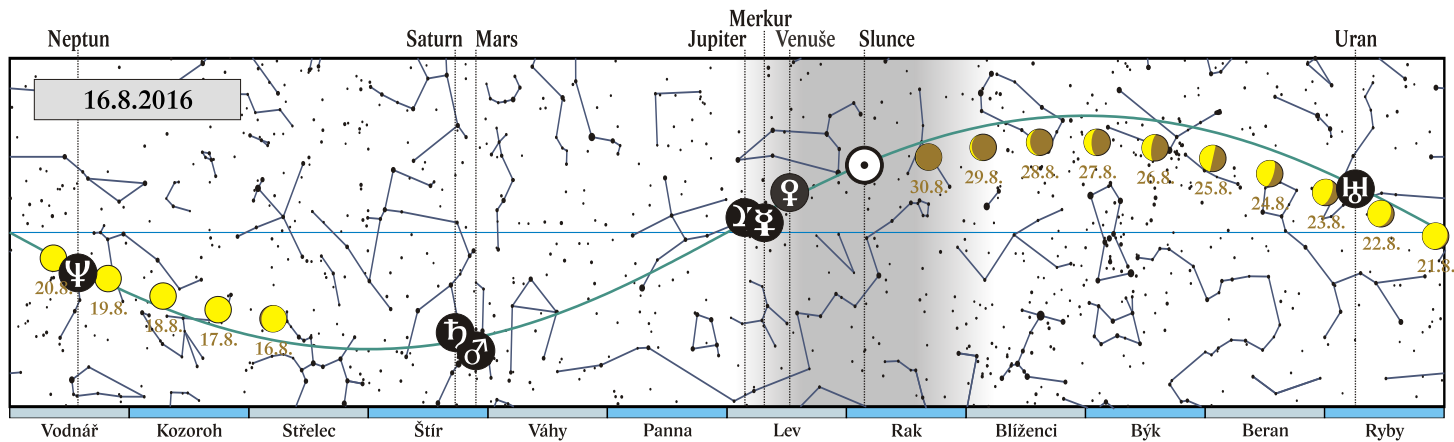 Merkur
Neptun Saturn Mars Jupiter Venuše Slunce Uran
16.8.2016
30.8. 29.8. 28.8. 27.8. 26.8. 25.8. 24.8. 23.8. 22.8. 21.8.
20.8. 19.8. 18.8. 17.8. 16.8.
Vodnář Kozoroh Střelec Štír Váhy Panna Lev Rak Blíženci Býk Beran Ryby